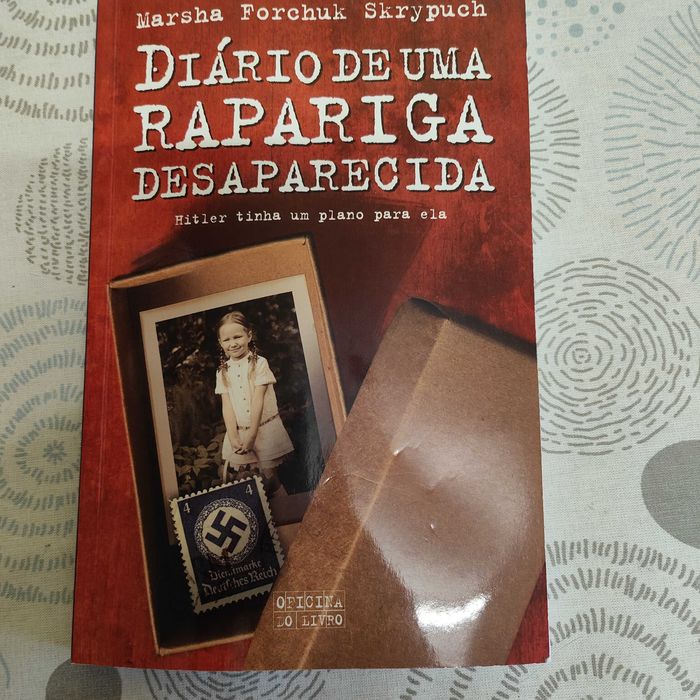 Marsha Forchuk Skrypuch
DIÁRIO DE UMA
RAPARIGA
DESAPARECIDA
Hitler tinha um plano para ela
4 4
Dienstmarke
Deutsches Reich
OFICINA
DO LIVRO